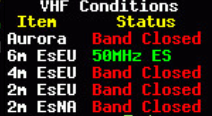 VHF Conditions
Item Status
Aurora Band Closed
6m EsEU 50MHz ES
4m EsEU Band Closed
2m EsEU Band Closed
2m EsNA Band Closed